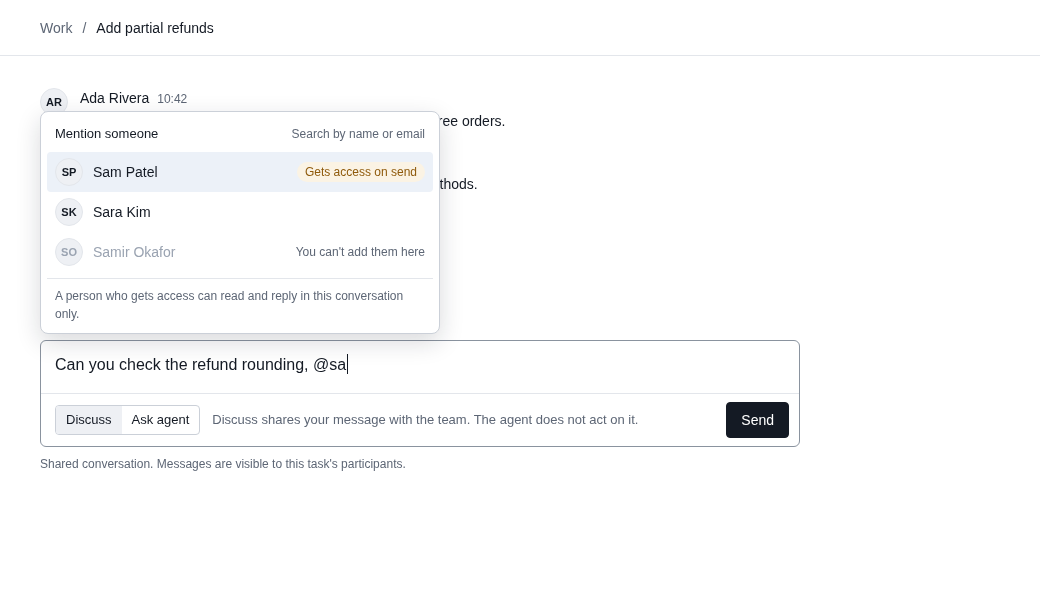 Work / Add partial refunds
AR Ada Rivera 10:42
ree orders.
Mention someone Search by name or email
SP Sam Patel Gets access on send
thods.
SK Sara Kim
SO Samir Okafor You can't add them here
A person who gets access can read and reply in this conversation
only.
Can you check the refund rounding, @sa
Discuss Ask agent Discuss shares your message with the team. The agent does not act on it. Send
Shared conversation. Messages are visible to this task's participants.